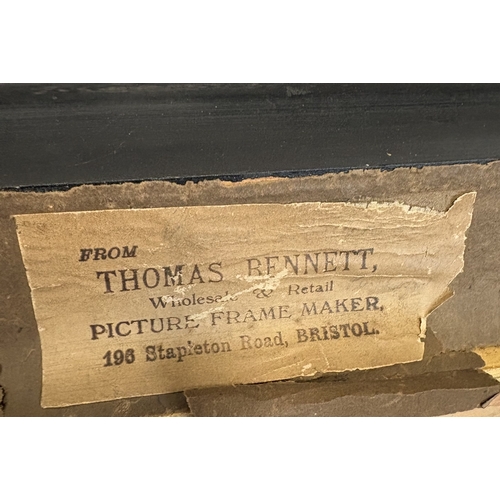 FROM
THOMAS BENNETT,
Wholesale & Retail
PICTURE FRAME MAKER,
196 Stapleton Road, BRISTOL.